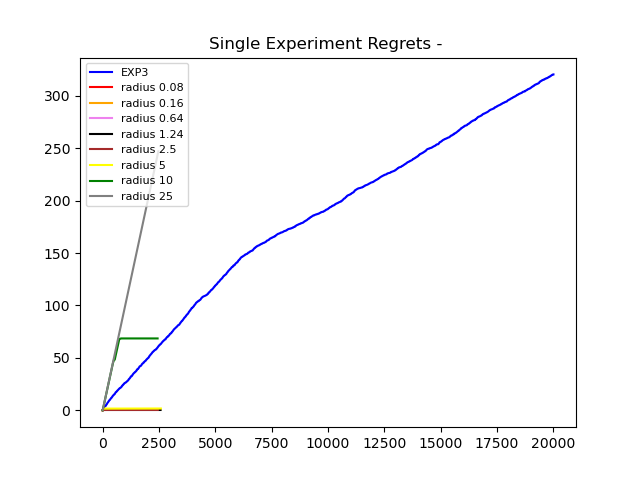 Single Experiment Regrets -
EXP3
radius 0.08
radius 0.16
radius 0.64
radius 1.24
radius 2.5
radius 5
radius 10
radius 25
300
250
200
150
100
50
0
0 2500 5000 7500 10000 12500 15000 17500 20000